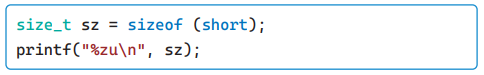 size_t sz = sizeof (short);
printf("%zu\n", sz);